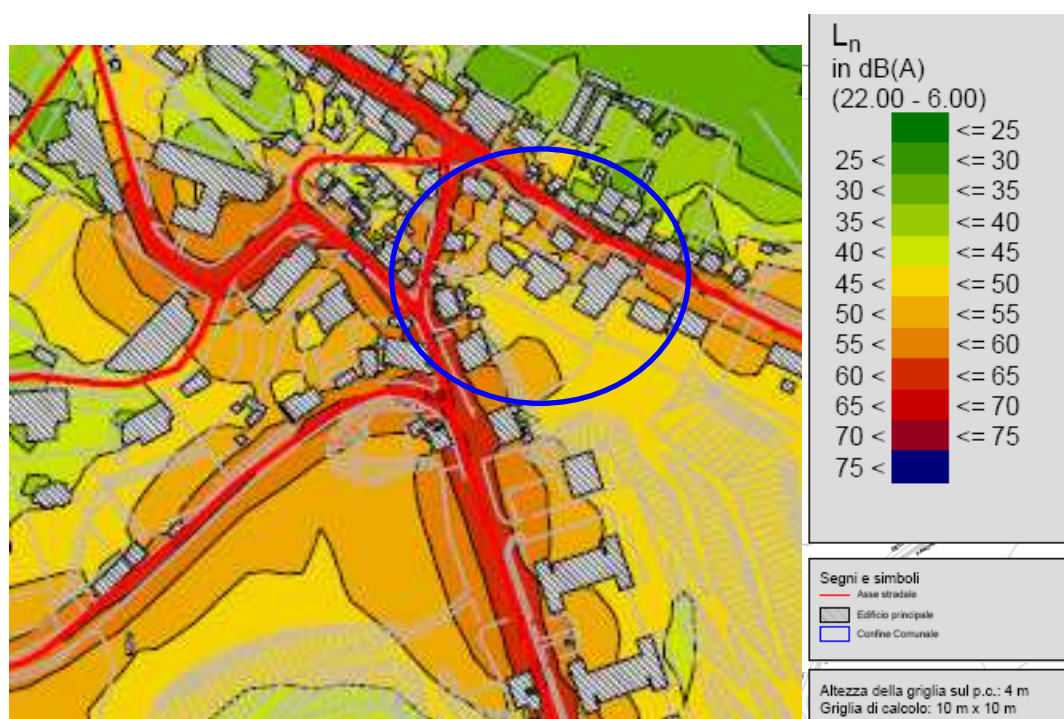 Ln
in dB(A)
(22.00 - 6.00)
<= 25
25 < <= 30
30 < <= 35
35 < <= 40
40 < <= 45
45 < <= 50
50 < <= 55
55 < <= 60
60 < <= 65
65 < <= 70
70 < <= 75
75 <
Segni e simboli
Asse stradale
Edificio principale
Confine Comunale
Altezza della griglia sul p.c.: 4 m
Griglia di calcolo: 10 m x 10 m